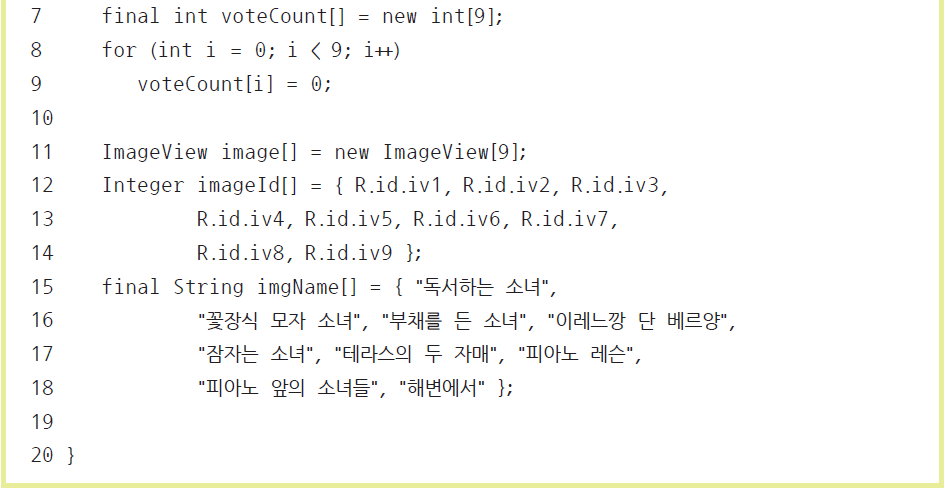 7 final int voteCount[] = new int[9];
8 for (int i = 0; i < 9; i++)
9 voteCount[i] = 0;
10
11 ImageView image[] = new ImageView[9];
12 Integer imageId[] = { R.id.iv1, R.id.iv2, R.id.iv3,
13 R.id.iv4, R.id.iv5, R.id.iv6, R.id.iv7,
14 R.id.iv8, R.id.iv9 };
15 final String imgName[] = { "독서하는 소녀",
16 "꽃장식 모자 소녀", "부채를 든 소녀", "이레느깡 단 베르양",
17 "잠자는 소녀", "테라스의 두 자매", "피아노 레슨",
18 "피아노 앞의 소녀들", "해변에서" };
19
20 }